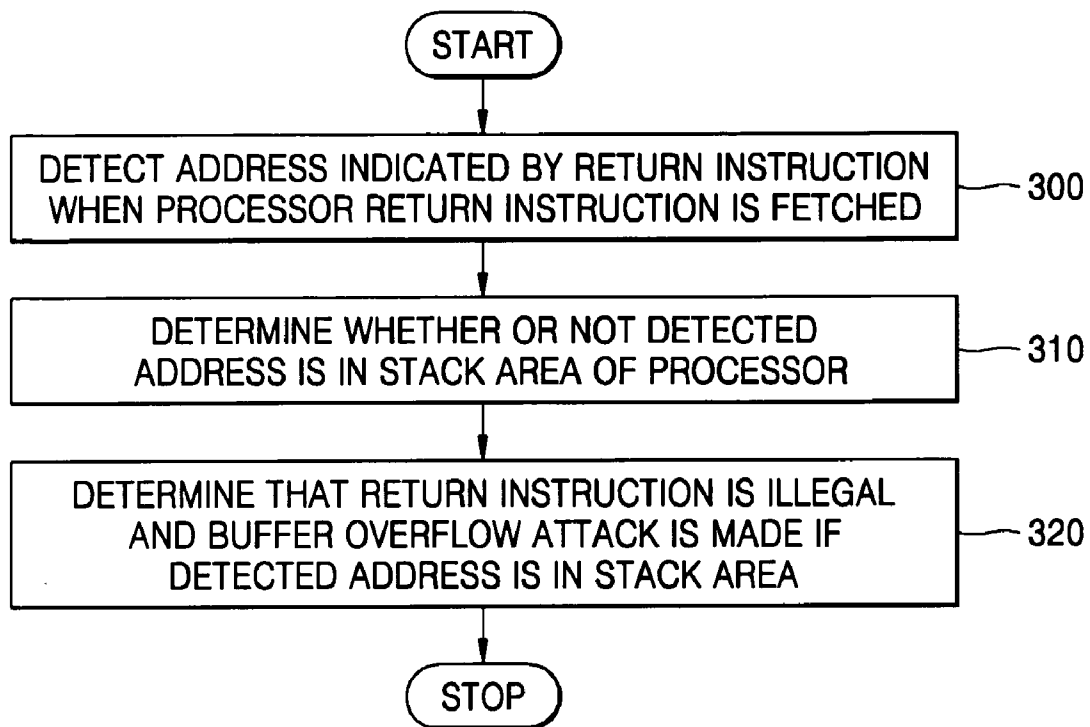 START
DETECT ADDRESS INDICATED BY RETURN INSTRUCTION
WHEN PROCESSOR RETURN INSTRUCTION IS FETCHED
300
DETERMINE WHETHER OR NOT DETECTED
ADDRESS IS IN STACK AREA OF PROCESSOR
310
DETERMINE THAT RETURN INSTRUCTION IS ILLEGAL
AND BUFFER OVERFLOW ATTACK IS MADE IF
DETECTED ADDRESS IS IN STACK AREA
320
STOP